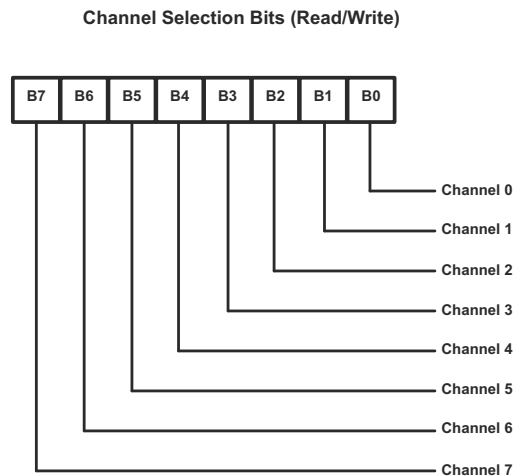 Channel Selection Bits (Read/Write)
B7 B6 B5 B4 B3 B2 B1 B0
Channel 0
Channel 1
Channel 2
Channel 3
Channel 4
Channel 5
Channel 6
Channel 7